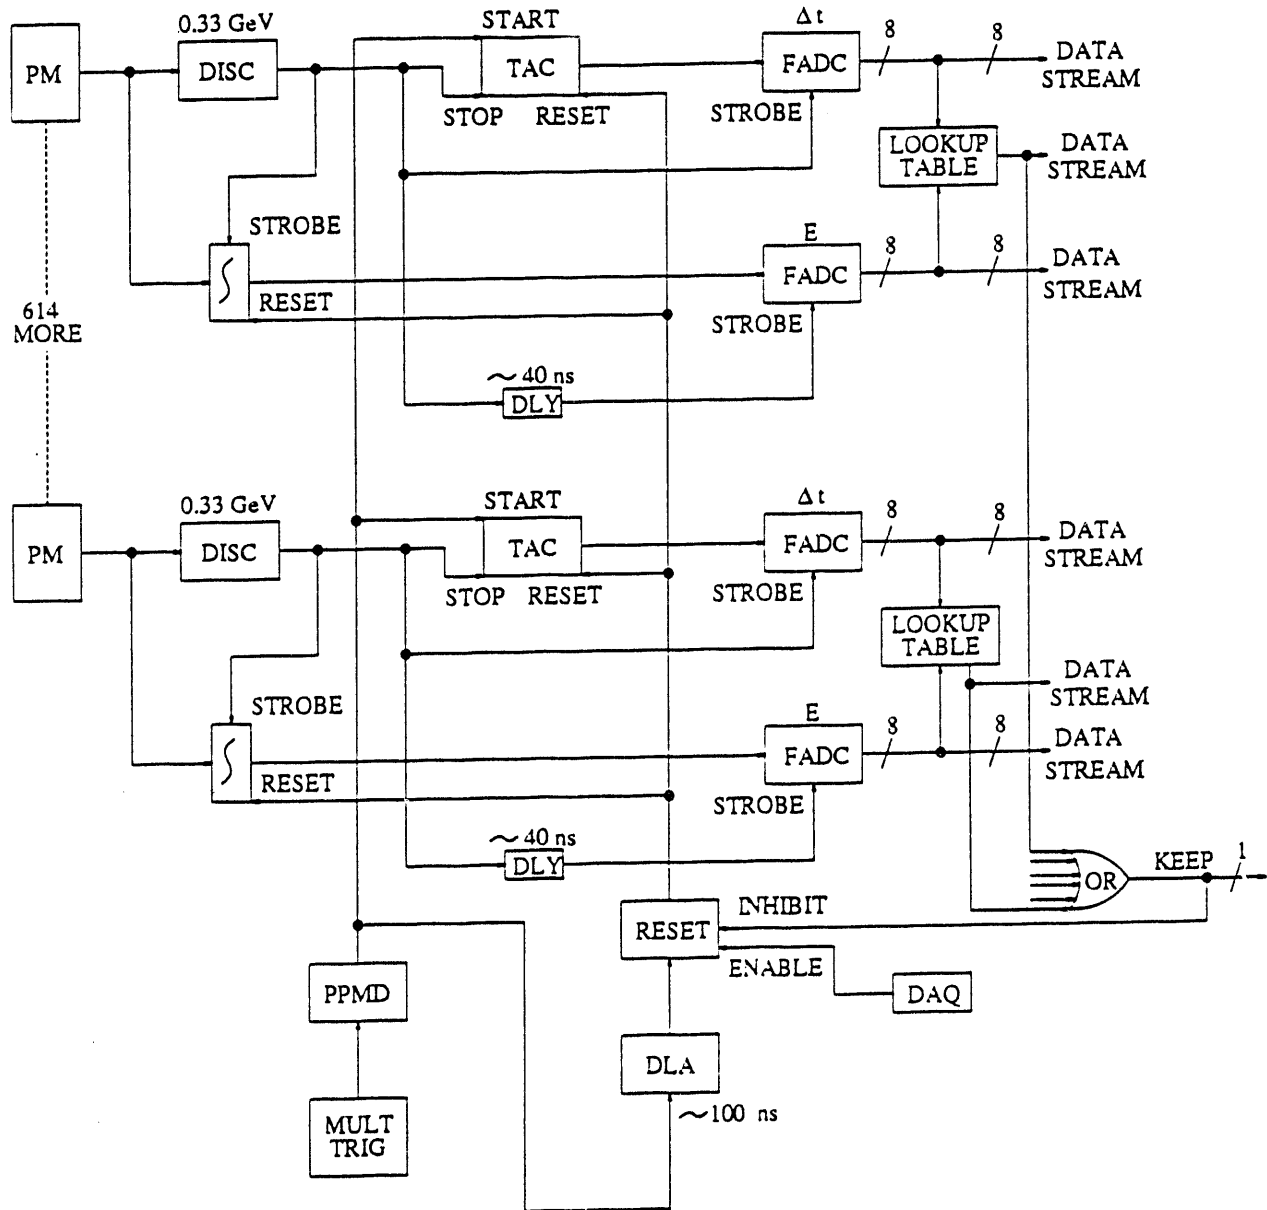 0.33 GeV
START
Δt
8
8
PM
DISC
TAC
FADC
DATA
STREAM
STOP
RESET
STROBE
LOOKUP
TABLE
DATA
STREAM
STROBE
E
8
8
∫
FADC
DATA
STREAM
RESET
STROBE
614
MORE
~ 40 ns
DLY
0.33 GeV
START
Δt
8
8
PM
DISC
TAC
FADC
DATA
STREAM
STOP
RESET
STROBE
LOOKUP
TABLE
DATA
STREAM
STROBE
E
8
8
∫
FADC
DATA
STREAM
RESET
STROBE
~ 40 ns
DLY
OR
KEEP
1
INHIBIT
RESET
ENABLE
PPMD
DAQ
DLA
~100 ns
MULT
TRIG